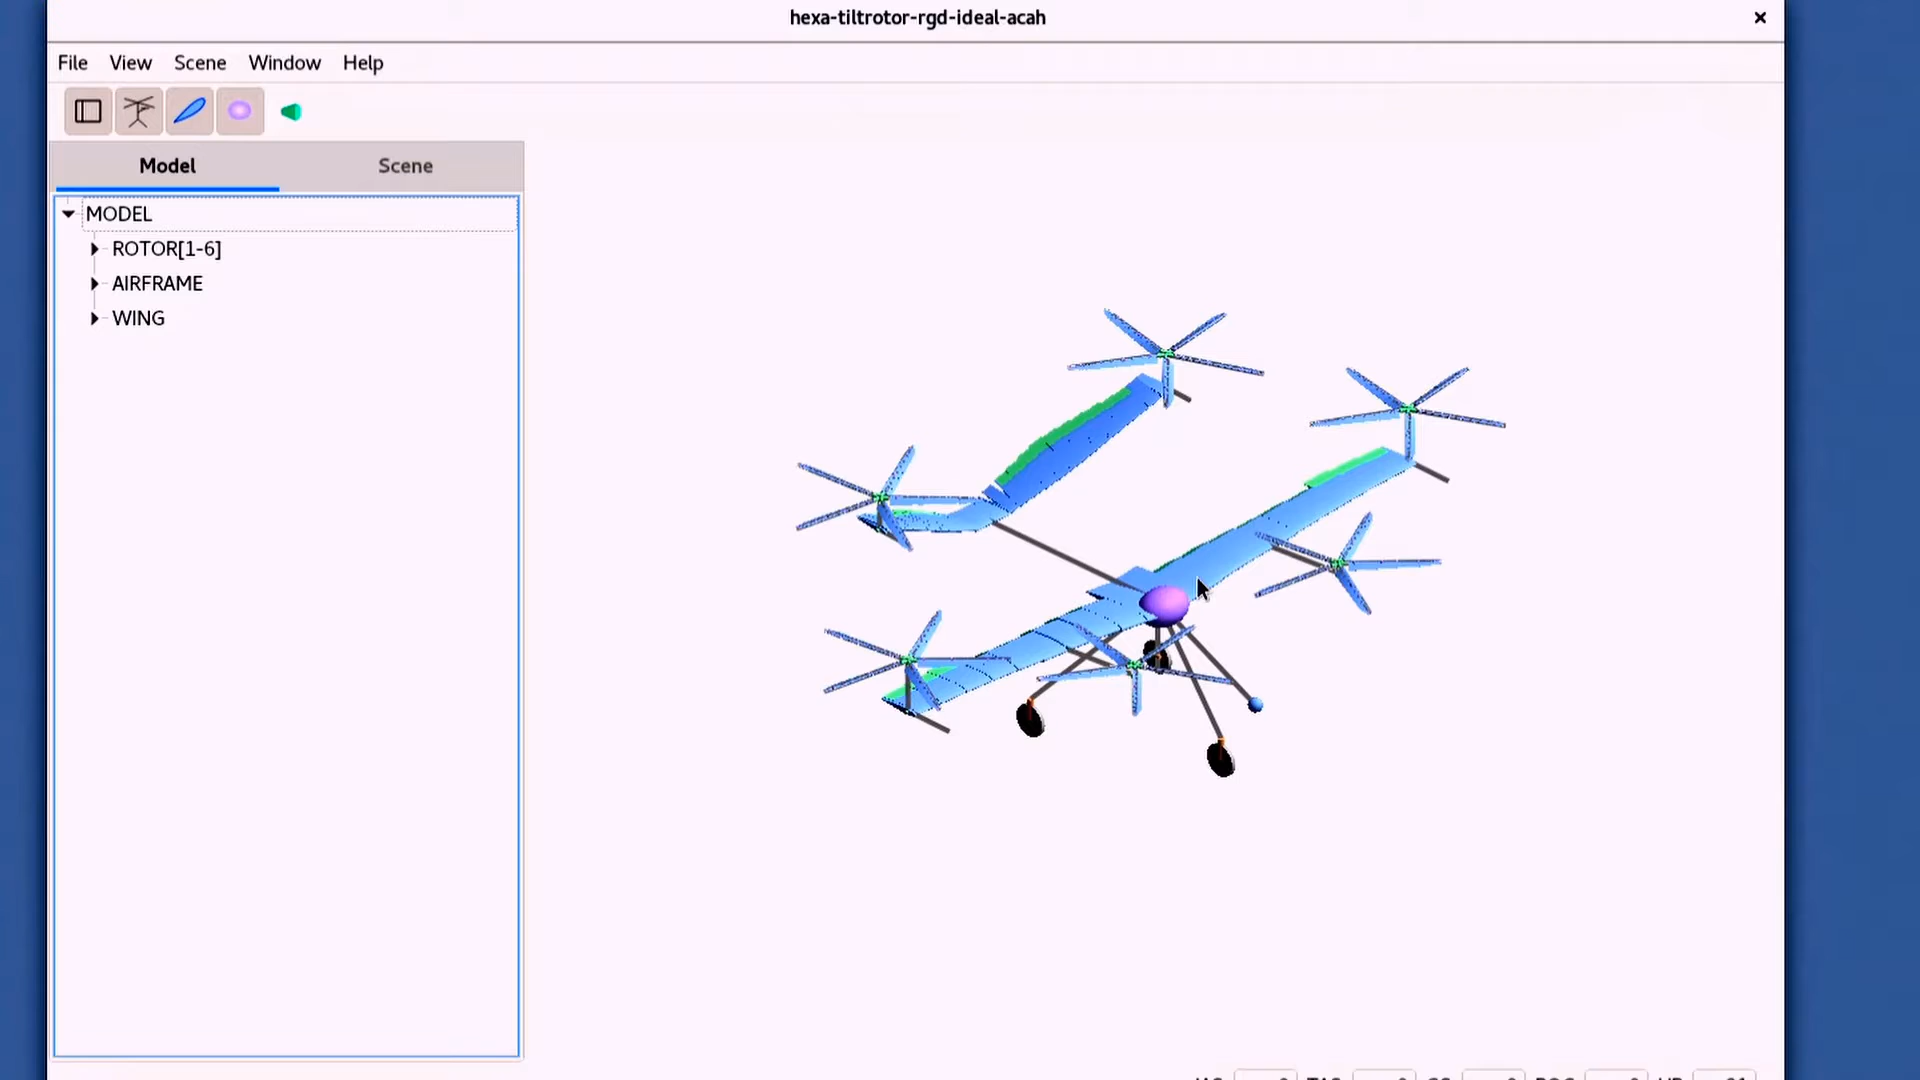 hexa-tiltrotor-rgd-ideal-acah
File View Scene Window Help
Model Scene
MODEL
ROTOR[1-6]
AIRFRAME
WING